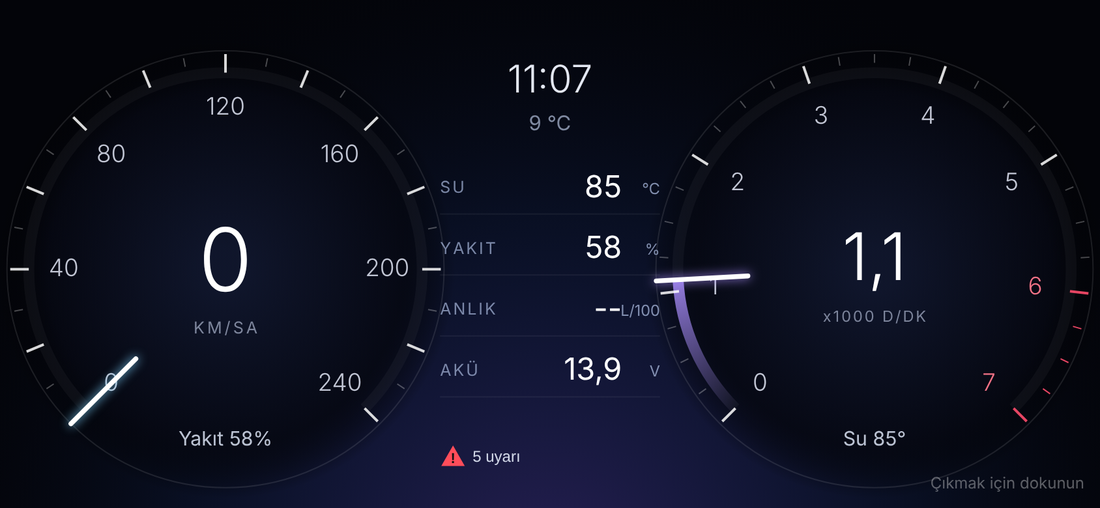 11:07
9 °C
0
40
80
120
160
200
240
0
KM/SA
Yakıt 58%
SU 85 °C
YAKIT 58 %
ANLIK -- L/100
AKÜ 13,9 V
5 uyarı
0
1
2
3
4
5
6
7
1,1
x1000 D/DK
Su 85°
Çıkmak için dokunun